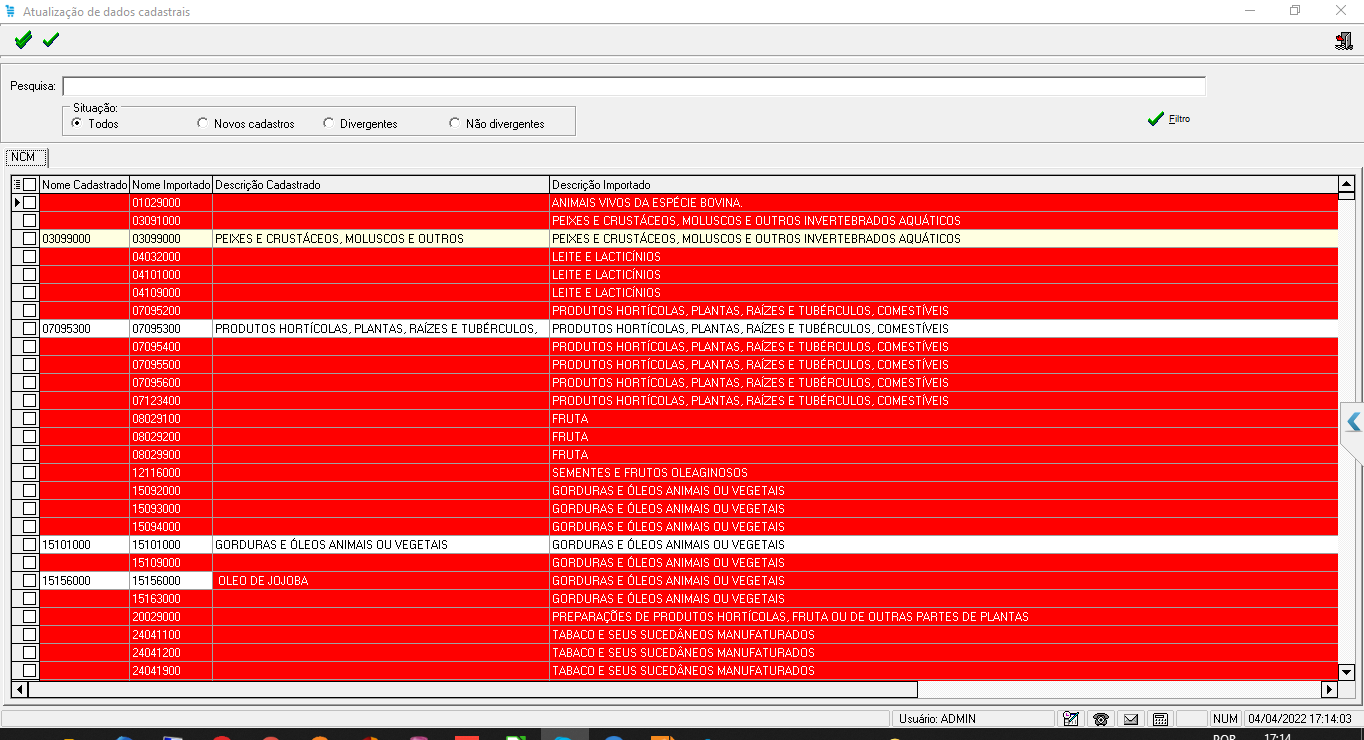 Atualização de dados cadastrais
Pesquisa:
Situação:
Todos Novos cadastros Divergentes Não divergentes
Filtro
NCM
Nome Cadastrado Nome Importado Descrição Cadastrado Descrição Importado
01029000 ANIMAIS VIVOS DA ESPÉCIE BOVINA.
03091000 PEIXES E CRUSTÁCEOS, MOLUSCOS E OUTROS INVERTEBRADOS AQUÁTICOS
03099000 03099000 PEIXES E CRUSTÁCEOS, MOLUSCOS E OUTROS PEIXES E CRUSTÁCEOS, MOLUSCOS E OUTROS INVERTEBRADOS AQUÁTICOS
04032000 LEITE E LACTICÍNIOS
04101000 LEITE E LACTICÍNIOS
04109000 LEITE E LACTICÍNIOS
07095200 PRODUTOS HORTÍCOLAS, PLANTAS, RAÍZES E TUBÉRCULOS, COMESTÍVEIS
07095300 07095300 PRODUTOS HORTÍCOLAS, PLANTAS, RAÍZES E TUBÉRCULOS, PRODUTOS HORTÍCOLAS, PLANTAS, RAÍZES E TUBÉRCULOS, COMESTÍVEIS
07095400 PRODUTOS HORTÍCOLAS, PLANTAS, RAÍZES E TUBÉRCULOS, COMESTÍVEIS
07095500 PRODUTOS HORTÍCOLAS, PLANTAS, RAÍZES E TUBÉRCULOS, COMESTÍVEIS
07095600 PRODUTOS HORTÍCOLAS, PLANTAS, RAÍZES E TUBÉRCULOS, COMESTÍVEIS
07123400 PRODUTOS HORTÍCOLAS, PLANTAS, RAÍZES E TUBÉRCULOS, COMESTÍVEIS
08029100 FRUTA
08029200 FRUTA
08029900 FRUTA
12116000 SEMENTES E FRUTOS OLEAGINOSOS
15092000 GORDURAS E ÓLEOS ANIMAIS OU VEGETAIS
15093000 GORDURAS E ÓLEOS ANIMAIS OU VEGETAIS
15094000 GORDURAS E ÓLEOS ANIMAIS OU VEGETAIS
15101000 15101000 GORDURAS E ÓLEOS ANIMAIS OU VEGETAIS GORDURAS E ÓLEOS ANIMAIS OU VEGETAIS
15109000 GORDURAS E ÓLEOS ANIMAIS OU VEGETAIS
15156000 15156000 OLEO DE JOJOBA GORDURAS E ÓLEOS ANIMAIS OU VEGETAIS
15163000 GORDURAS E ÓLEOS ANIMAIS OU VEGETAIS
20029000 PREPARAÇÕES DE PRODUTOS HORTÍCOLAS, FRUTA OU DE OUTRAS PARTES DE PLANTAS
24041100 TABACO E SEUS SUCEDÂNEOS MANUFATURADOS
24041200 TABACO E SEUS SUCEDÂNEOS MANUFATURADOS
24041900 TABACO E SEUS SUCEDÂNEOS MANUFATURADOS
Usuário: ADMIN NUM 04/04/2022 17:14:03
POR 17:14